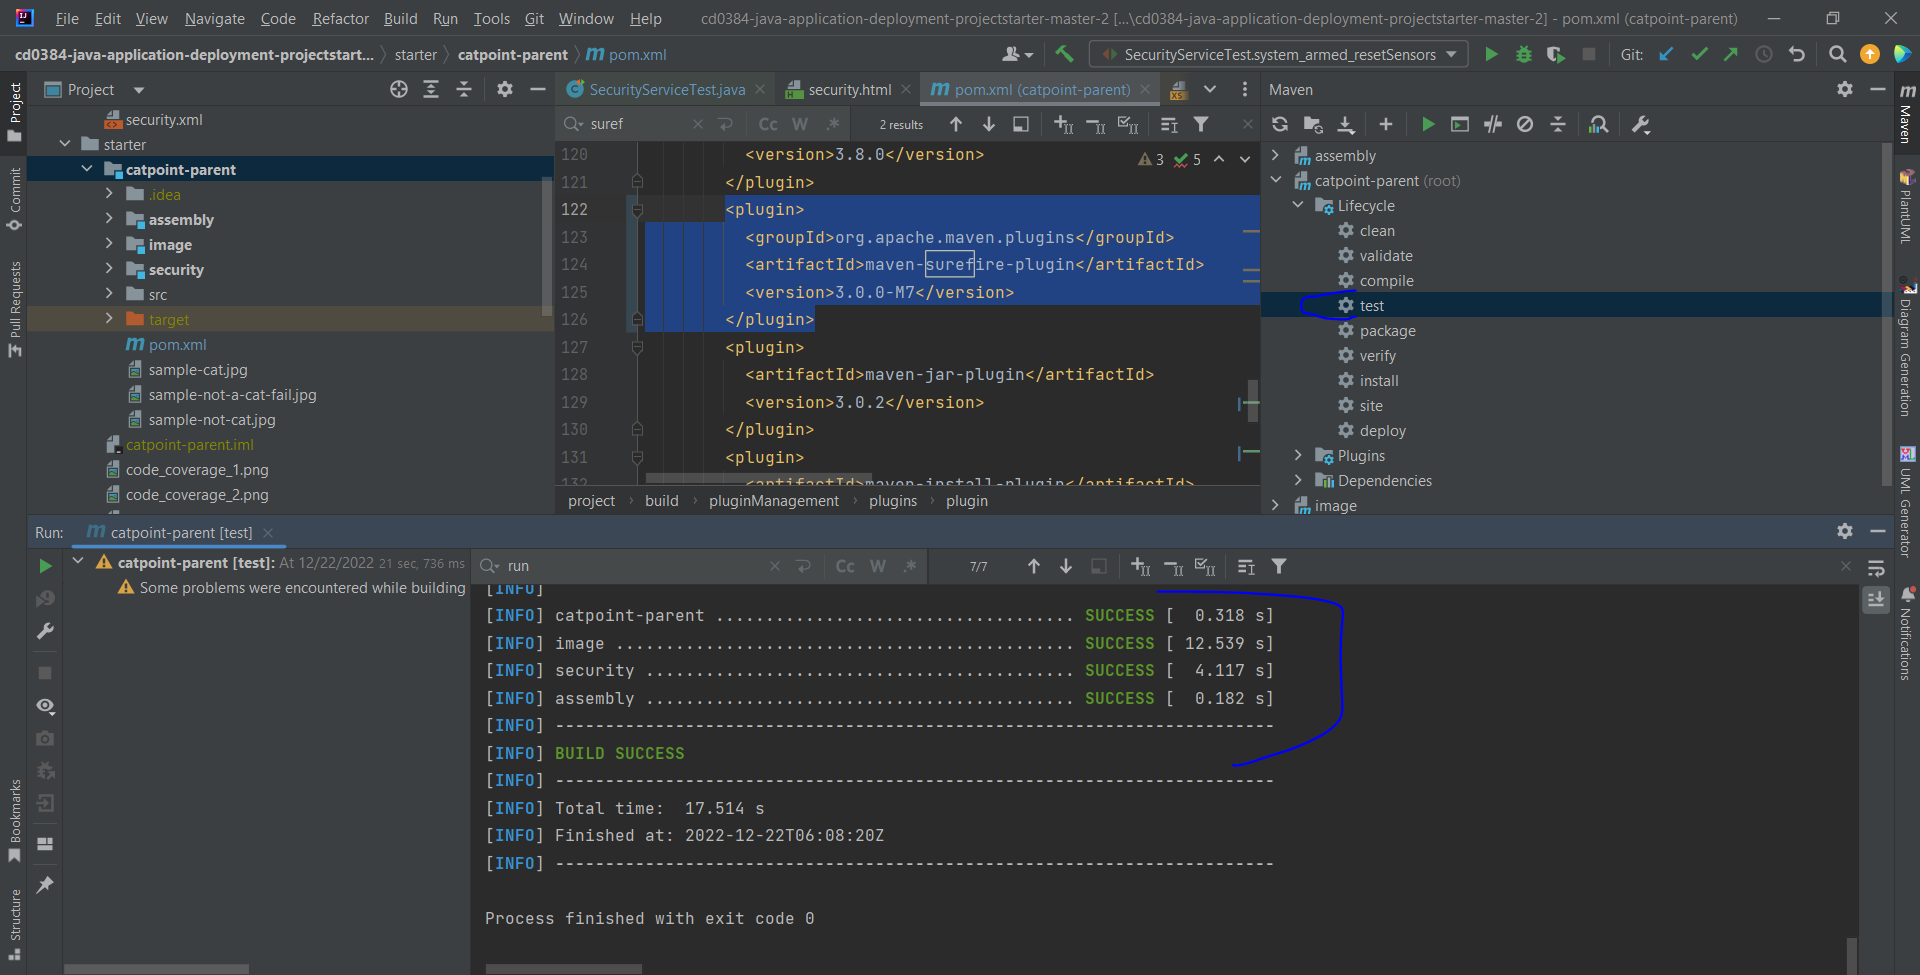 File Edit View Navigate Code Refactor Build Run Tools Git Window Help cd0384-java-application-deployment-projectstarter-master-2 [...\cd0384-java-application-deployment-projectstarter-master-2] - pom.xml (catpoint-parent)
cd0384-java-application-deployment-projectstart... starter catpoint-parent m pom.xml SecurityServiceTest.system_armed_resetSensors Git:
Project
Commit
Pull Requests
Bookmarks
Structure
Project
security.xml
starter
catpoint-parent
.idea
assembly
image
security
src
target
m pom.xml
sample-cat.jpg
sample-not-a-cat-fail.jpg
sample-not-cat.jpg
catpoint-parent.iml
code_coverage_1.png
code_coverage_2.png
SecurityServiceTest.java security.html m pom.xml (catpoint-parent)
suref Cc W .* 2 results
120 <version>3.8.0</version> 3 5
121 </plugin>
122 <plugin>
123 <groupId>org.apache.maven.plugins</groupId>
124 <artifactId>maven-surefire-plugin</artifactId>
125 <version>3.0.0-M7</version>
126 </plugin>
127 <plugin>
128 <artifactId>maven-jar-plugin</artifactId>
129 <version>3.0.2</version>
130 </plugin>
131 <plugin>
132 <artifactId>maven-install-plugin</artifactId>
project build pluginManagement plugins plugin
Maven
assembly
catpoint-parent (root)
Lifecycle
clean
validate
compile
test
package
verify
install
site
deploy
Plugins
Dependencies
image
m Maven
PlantUML
Diagram Generation
UML Generator
Notifications
Run: m catpoint-parent [test]
catpoint-parent [test]: At 12/22/2022 21 sec, 736 ms
Some problems were encountered while building
run Cc W .* 7/7
[INFO]
[INFO] catpoint-parent .................................... SUCCESS [  0.318 s]
[INFO] image .............................................. SUCCESS [ 12.539 s]
[INFO] security ........................................... SUCCESS [  4.117 s]
[INFO] assembly ........................................... SUCCESS [  0.182 s]
[INFO] ------------------------------------------------------------------------
[INFO] BUILD SUCCESS
[INFO] ------------------------------------------------------------------------
[INFO] Total time:  17.514 s
[INFO] Finished at: 2022-12-22T06:08:20Z
[INFO] ------------------------------------------------------------------------
Process finished with exit code 0